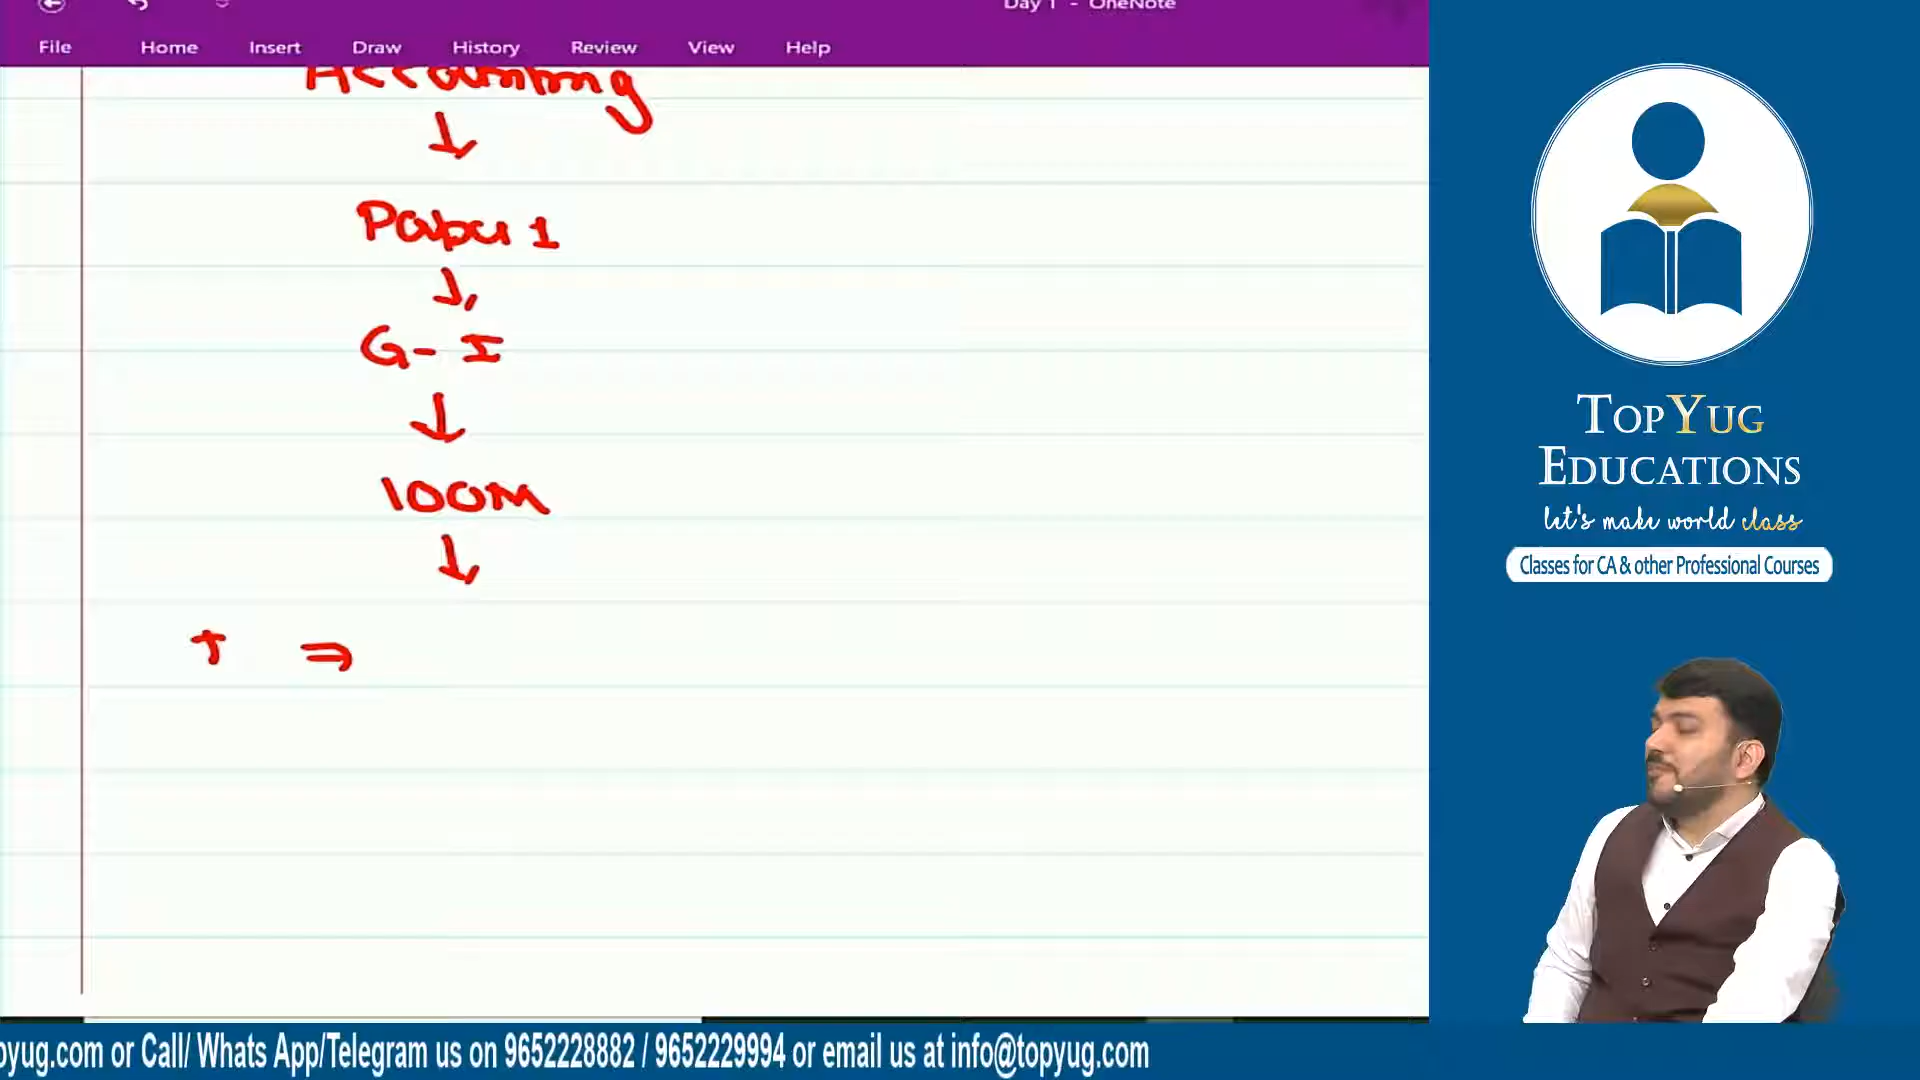 Day 1 - OneNote
File Home Insert Draw History Review View Help
Accounting
↓
Paper 1
↓
G- I
↓
100M
↓
⇒
TOPYUG
EDUCATIONS
let's make world class
Classes for CA & other Professional Courses
opyug.com or Call/ Whats App/Telegram us on 9652228882 / 9652229994 or email us at info@topyug.com